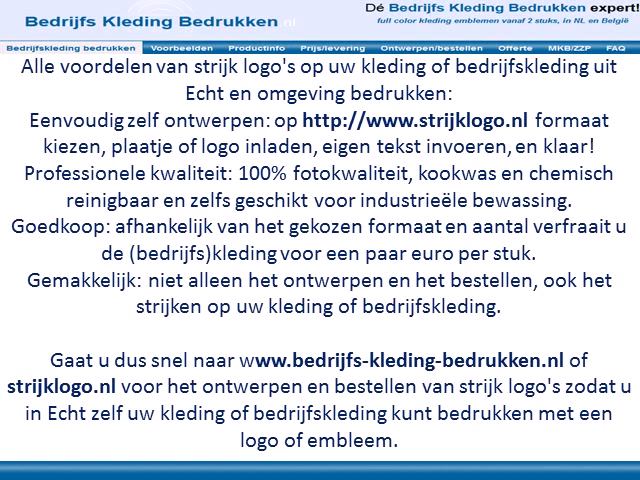 Bedrijfs Kleding Bedrukken.nl
Dé Bedrijfs Kleding Bedrukken expert!
full color kleding emblemen vanaf 2 stuks, in NL en België
Bedrijfskleding bedrukken Voorbeelden Productinfo Prijs/levering Ontwerpen/bestellen Offerte MKB/ZZP FAQ
Alle voordelen van strijk logo's op uw kleding of bedrijfskleding uit
Echt en omgeving bedrukken:
Eenvoudig zelf ontwerpen: op http://www.strijklogo.nl formaat
kiezen, plaatje of logo inladen, eigen tekst invoeren, en klaar!
Professionele kwaliteit: 100% fotokwaliteit, kookwas en chemisch
reinigbaar en zelfs geschikt voor industrieële bewassing.
Goedkoop: afhankelijk van het gekozen formaat en aantal verfraait u
de (bedrijfs)kleding voor een paar euro per stuk.
Gemakkelijk: niet alleen het ontwerpen en het bestellen, ook het
strijken op uw kleding of bedrijfskleding.
Gaat u dus snel naar www.bedrijfs-kleding-bedrukken.nl of
strijklogo.nl voor het ontwerpen en bestellen van strijk logo's zodat u
in Echt zelf uw kleding of bedrijfskleding kunt bedrukken met een
logo of embleem.